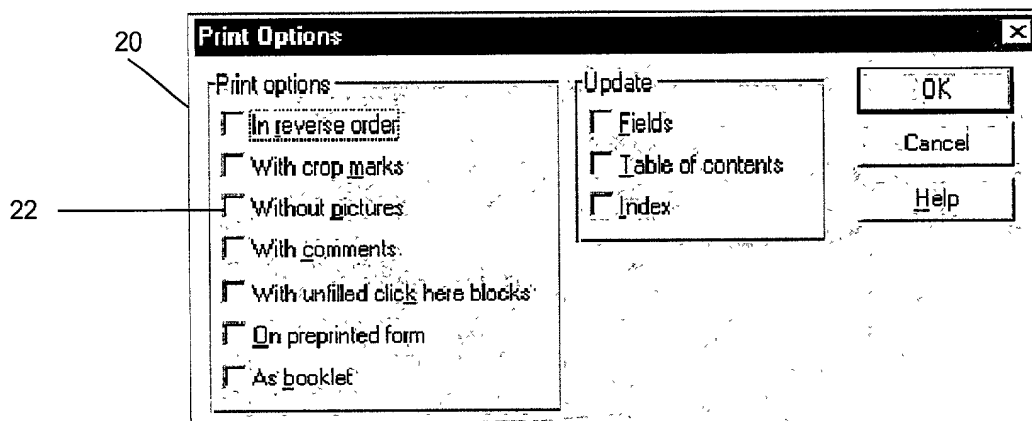 20
Print Options
Print options
In reverse order
With crop marks
22
Without pictures
With comments
With unfilled click here blocks
On preprinted form
As booklet
Update
Fields
Table of contents
Index
OK
Cancel
Help